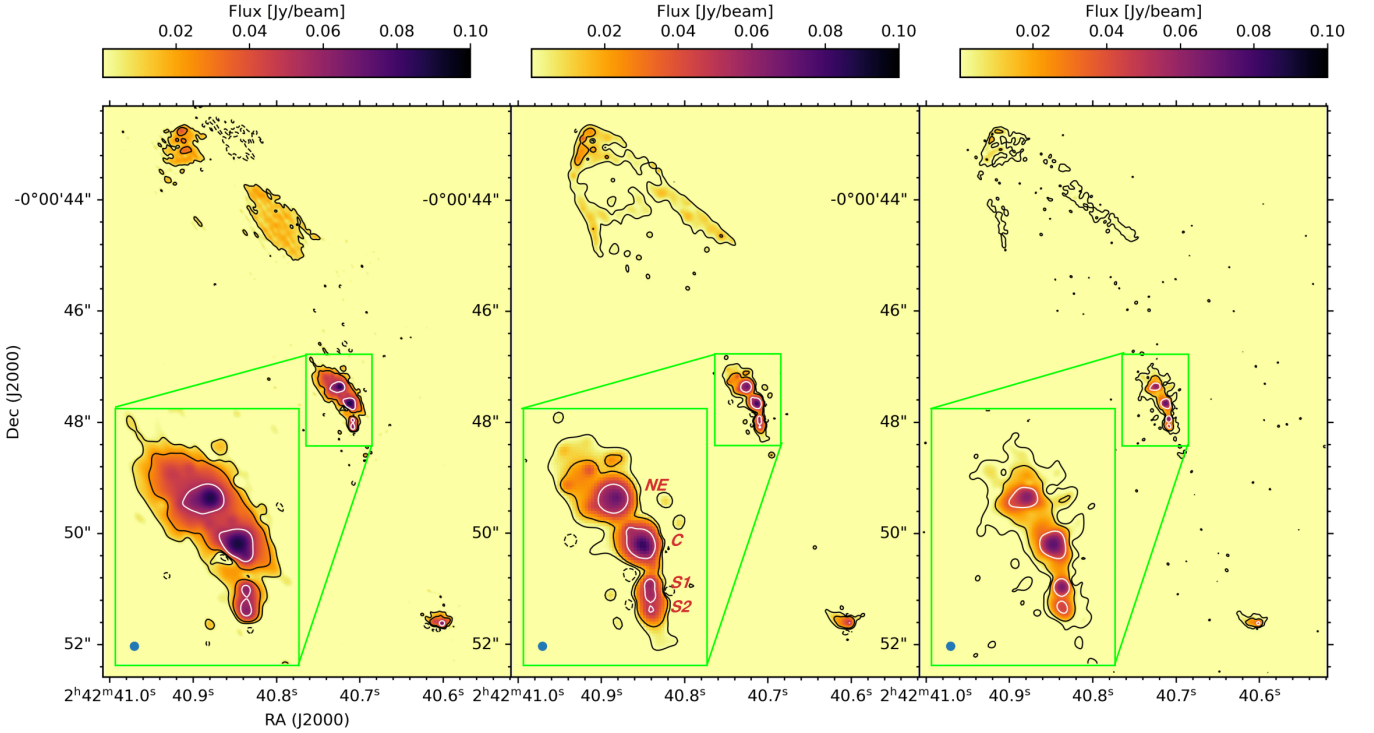 Flux [Jy/beam] Flux [Jy/beam] Flux [Jy/beam]
0.02 0.04 0.06 0.08 0.10 0.02 0.04 0.06 0.08 0.10 0.02 0.04 0.06 0.08 0.10
-0°00'44" -0°00'44" -0°00'44"
46" 46" 46"
48" 48" 48"
NE
50" C 50" 50"
S1
S2
52" 52" 52"
Dec (J2000)
2ʰ42ᵐ41.0ˢ 40.9ˢ 40.8ˢ 40.7ˢ 40.6ˢ 2ʰ42ᵐ41.0ˢ 40.9ˢ 40.8ˢ 40.7ˢ 40.6ˢ 2ʰ42ᵐ41.0ˢ 40.9ˢ 40.8ˢ 40.7ˢ 40.6ˢ
RA (J2000)